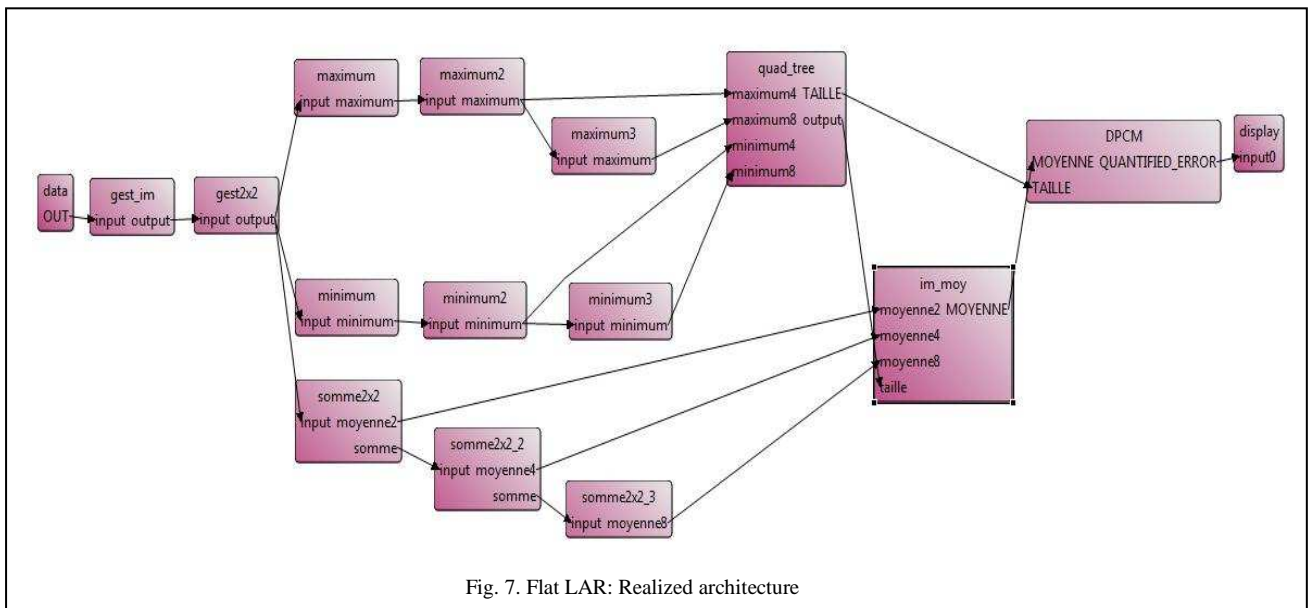 data
OUT
gest_im
input output
gest2x2
input output
maximum
input maximum
maximum2
input maximum
maximum3
input maximum
minimum
input minimum
minimum2
input minimum
minimum3
input minimum
somme2x2
input moyenne2
somme
somme2x2_2
input moyenne4
somme
somme2x2_3
input moyenne8
quad_tree
maximum4 TAILLE
maximum8 output
minimum4
minimum8
im_moy
moyenne2 MOYENNE
moyenne4
moyenne8
taille
DPCM
MOYENNE QUANTIFIED_ERROR
TAILLE
display
input0
Fig. 7. Flat LAR: Realized architecture